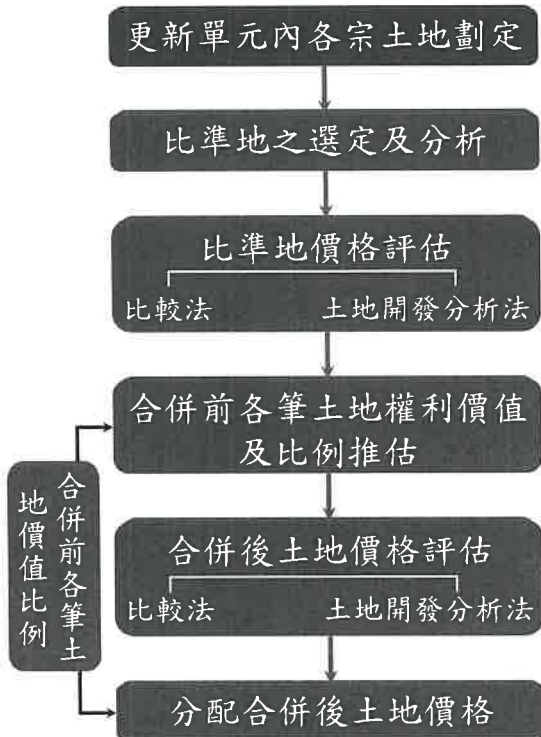 更新單元內各宗土地劃定
比準地之選定及分析
比準地價格評估
比較法
土地開發分析法
合併前各筆土地權利價值
及比例推估
合併前各筆土
地價值比例
合併後土地價格評估
比較法
土地開發分析法
分配合併後土地價格